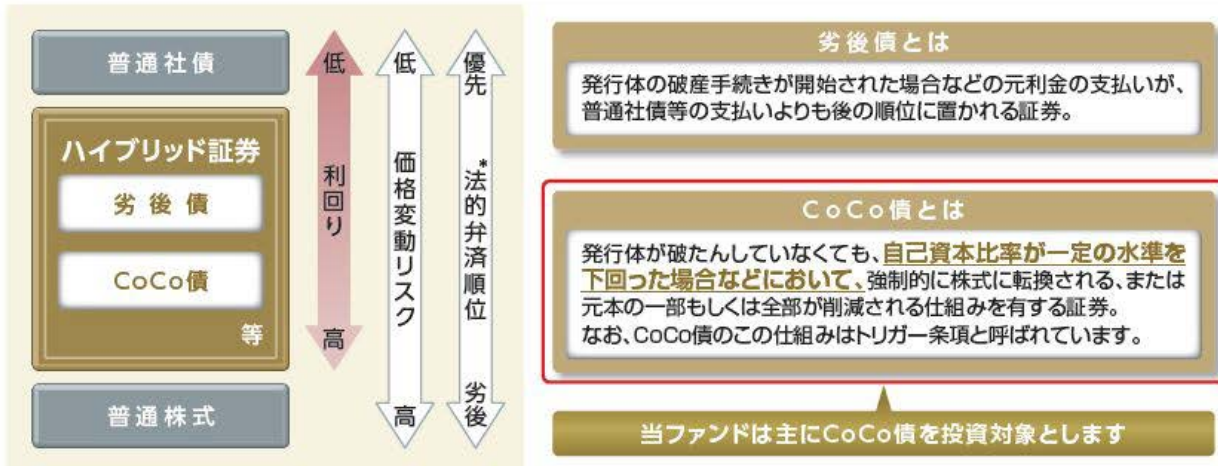 普通社債
ハイブリッド証券
劣後債
CoCo債
等
普通株式
低
利回り
高
低
価格変動リスク
高
優先
*法的弁済順位
劣後
劣後債とは
発行体の破産手続きが開始された場合などの元利金の支払いが、
普通社債等の支払いよりも後の順位に置かれる証券。
CoCo債とは
発行体が破たんしていなくても、自己資本比率が一定の水準を
下回った場合などにおいて、強制的に株式に転換される、または
元本の一部もしくは全部が削減される仕組みを有する証券。
なお、CoCo債のこの仕組みはトリガー条項と呼ばれています。
当ファンドは主にCoCo債を投資対象とします